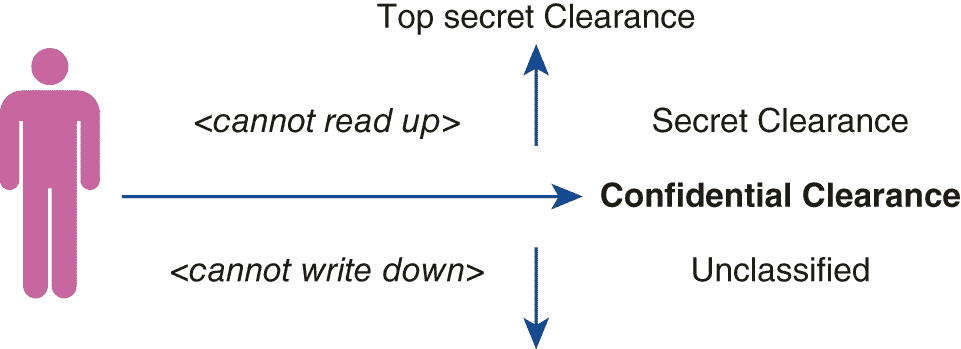 Top secret Clearance
<cannot read up>
Secret Clearance
Confidential Clearance
<cannot write down>
Unclassified